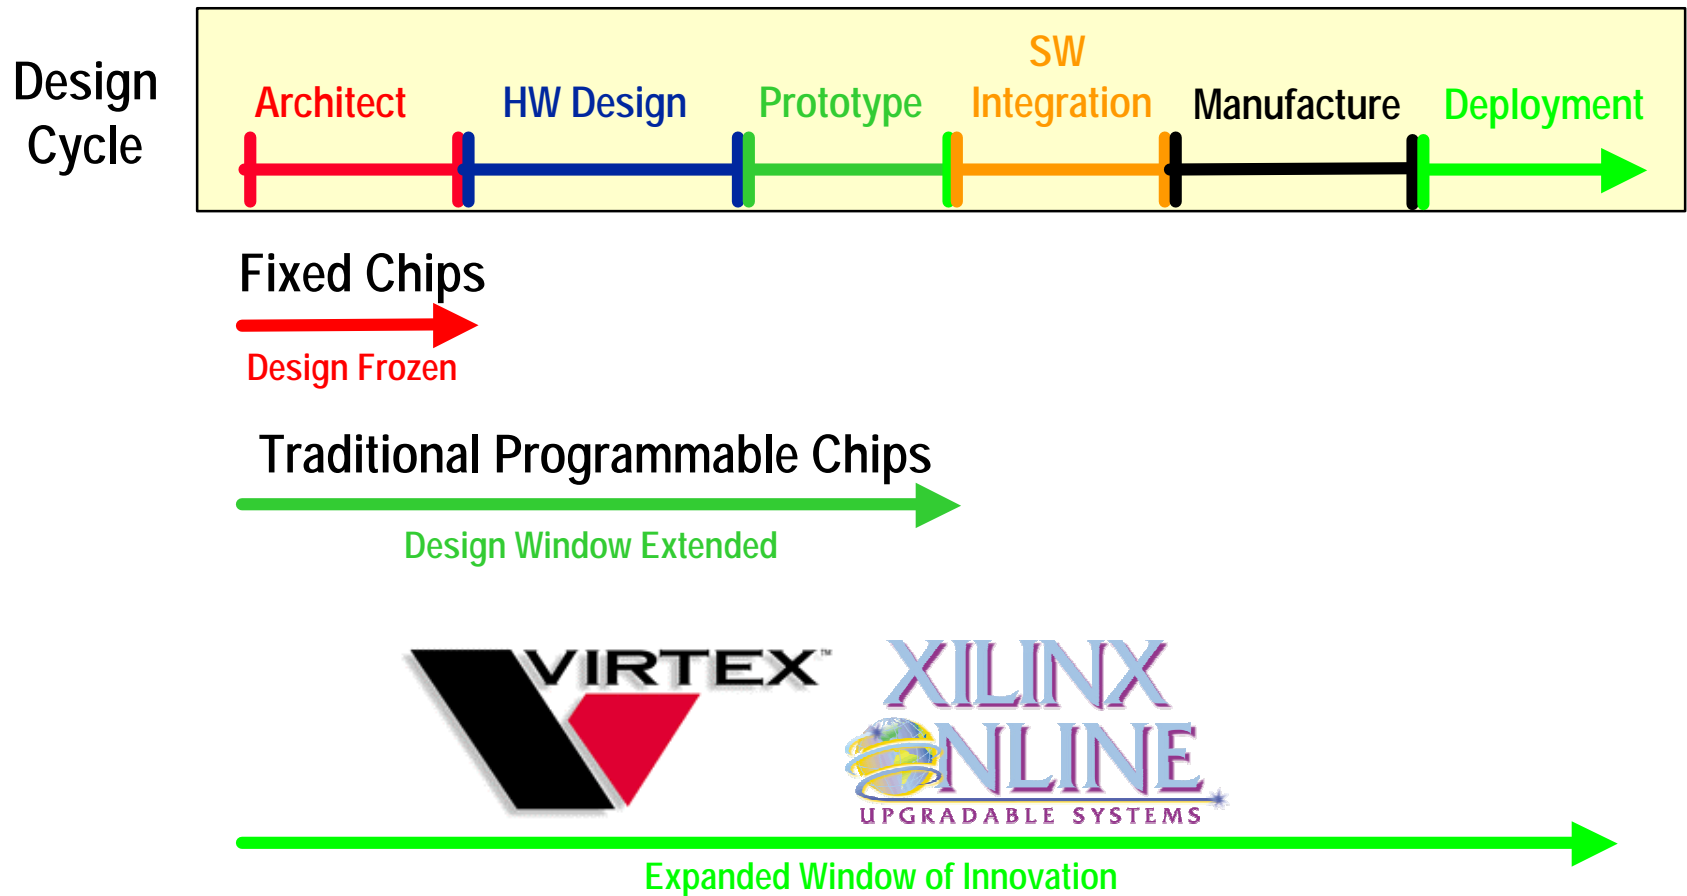 Design
Cycle
Architect
HW Design
Prototype
SW
Integration
Manufacture
Deployment
Fixed Chips
Design Frozen
Traditional Programmable Chips
Design Window Extended
VIRTEX™
XILINX
ONLINE
UPGRADABLE SYSTEMS
Expanded Window of Innovation